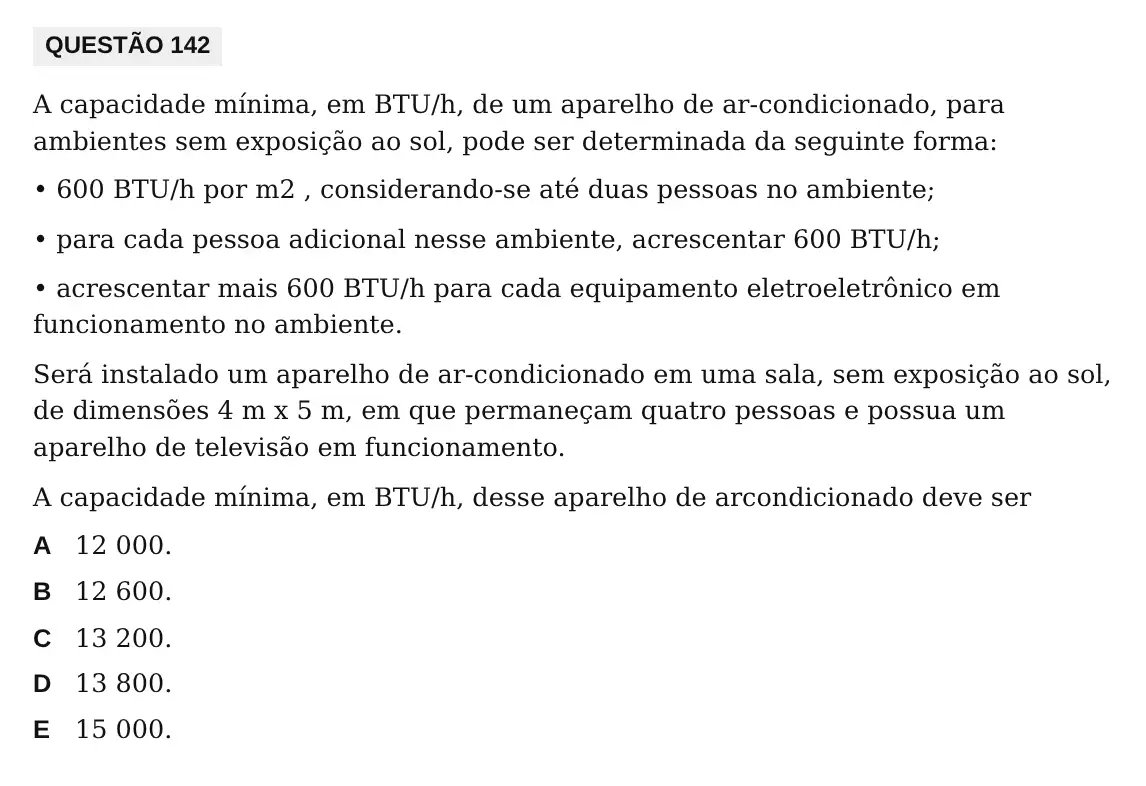 QUESTÃO 142
A capacidade mínima, em BTU/h, de um aparelho de ar-condicionado, para
ambientes sem exposição ao sol, pode ser determinada da seguinte forma:
• 600 BTU/h por m2 , considerando-se até duas pessoas no ambiente;
• para cada pessoa adicional nesse ambiente, acrescentar 600 BTU/h;
• acrescentar mais 600 BTU/h para cada equipamento eletroeletrônico em
funcionamento no ambiente.
Será instalado um aparelho de ar-condicionado em uma sala, sem exposição ao sol,
de dimensões 4 m x 5 m, em que permaneçam quatro pessoas e possua um
aparelho de televisão em funcionamento.
A capacidade mínima, em BTU/h, desse aparelho de arcondicionado deve ser
A 12 000.
B 12 600.
C 13 200.
D 13 800.
E 15 000.